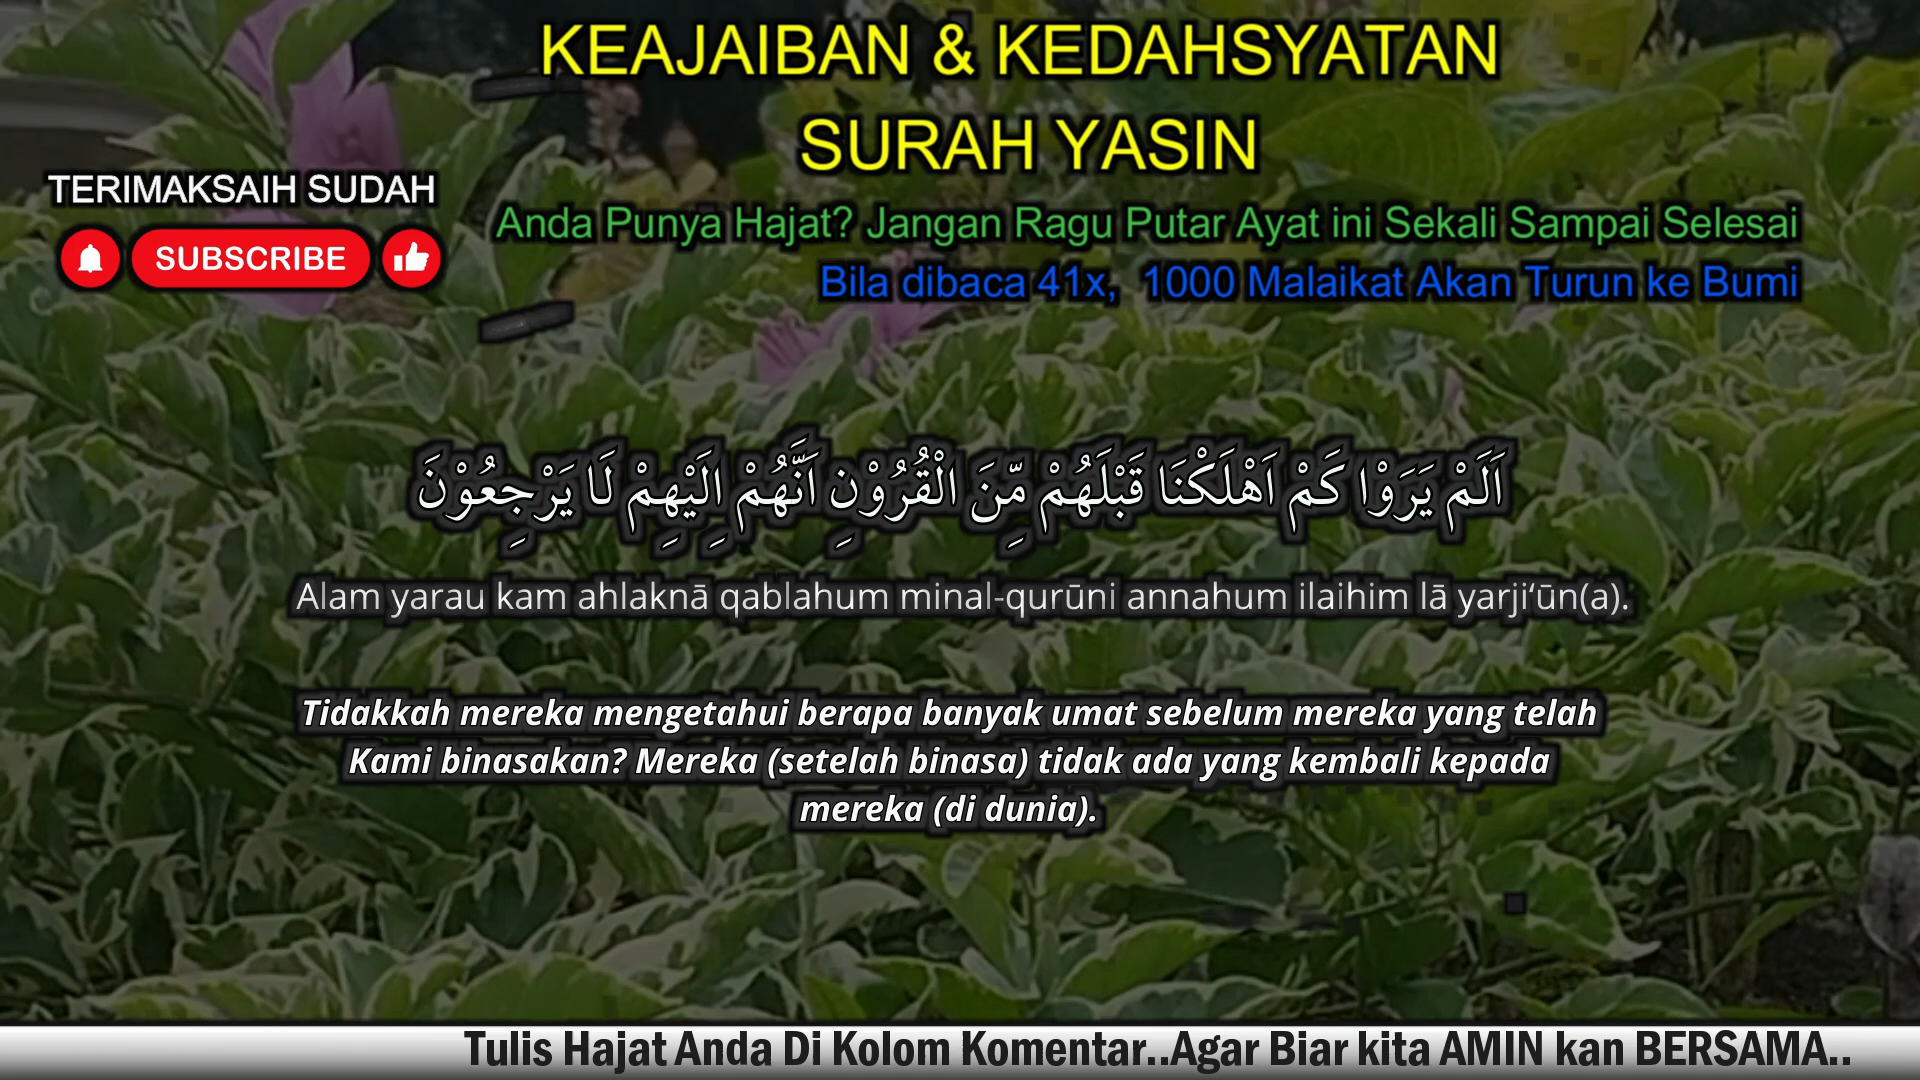 KEAJAIBAN & KEDAHSYATAN
SURAH YASIN
TERIMAKSAIH SUDAH
SUBSCRIBE
Anda Punya Hajat? Jangan Ragu Putar Ayat ini Sekali Sampai Selesai
Bila dibaca 41x, 1000 Malaikat Akan Turun ke Bumi
اَلَمْ يَرَوْا كَمْ اَهْلَكْنَا قَبْلَهُمْ مِّنَ الْقُرُوْنِ اَنَّهُمْ اِلَيْهِمْ لَا يَرْجِعُوْنَ
Alam yarau kam ahlaknā qablahum minal-qurūni annahum ilaihim lā yarji‘ūn(a).
Tidakkah mereka mengetahui berapa banyak umat sebelum mereka yang telah
Kami binasakan? Mereka (setelah binasa) tidak ada yang kembali kepada
mereka (di dunia).
Tulis Hajat Anda Di Kolom Komentar..Agar Biar kita AMIN kan BERSAMA..